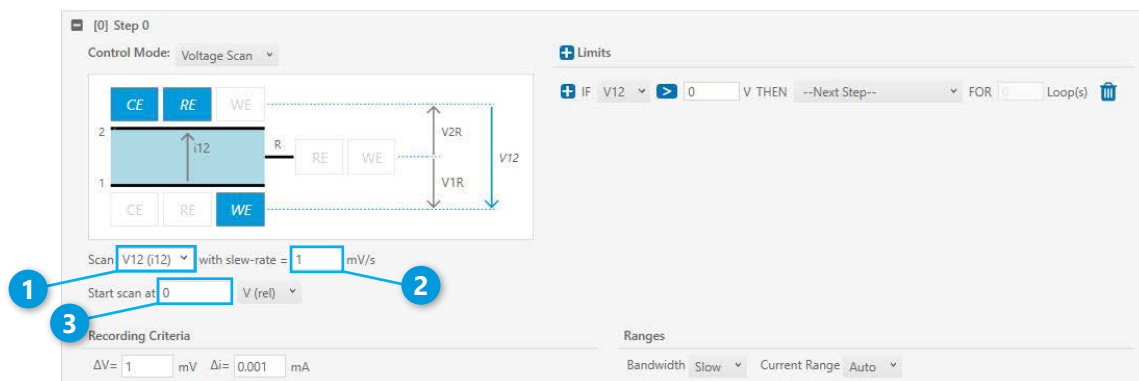 [0] Step 0
Control Mode: Voltage Scan
CE RE WE
2
i12
R
RE WE
V2R
V12
V1R
1
CE RE WE
Scan V12 (i12) with slew-rate = 1 mV/s
1
2
Start scan at 0 V (rel)
3
Recording Criteria
ΔV= 1 mV Δi= 0.001 mA
Limits
IF V12 > 0 V THEN --Next Step-- FOR 0 Loop(s)
Ranges
Bandwidth Slow Current Range Auto